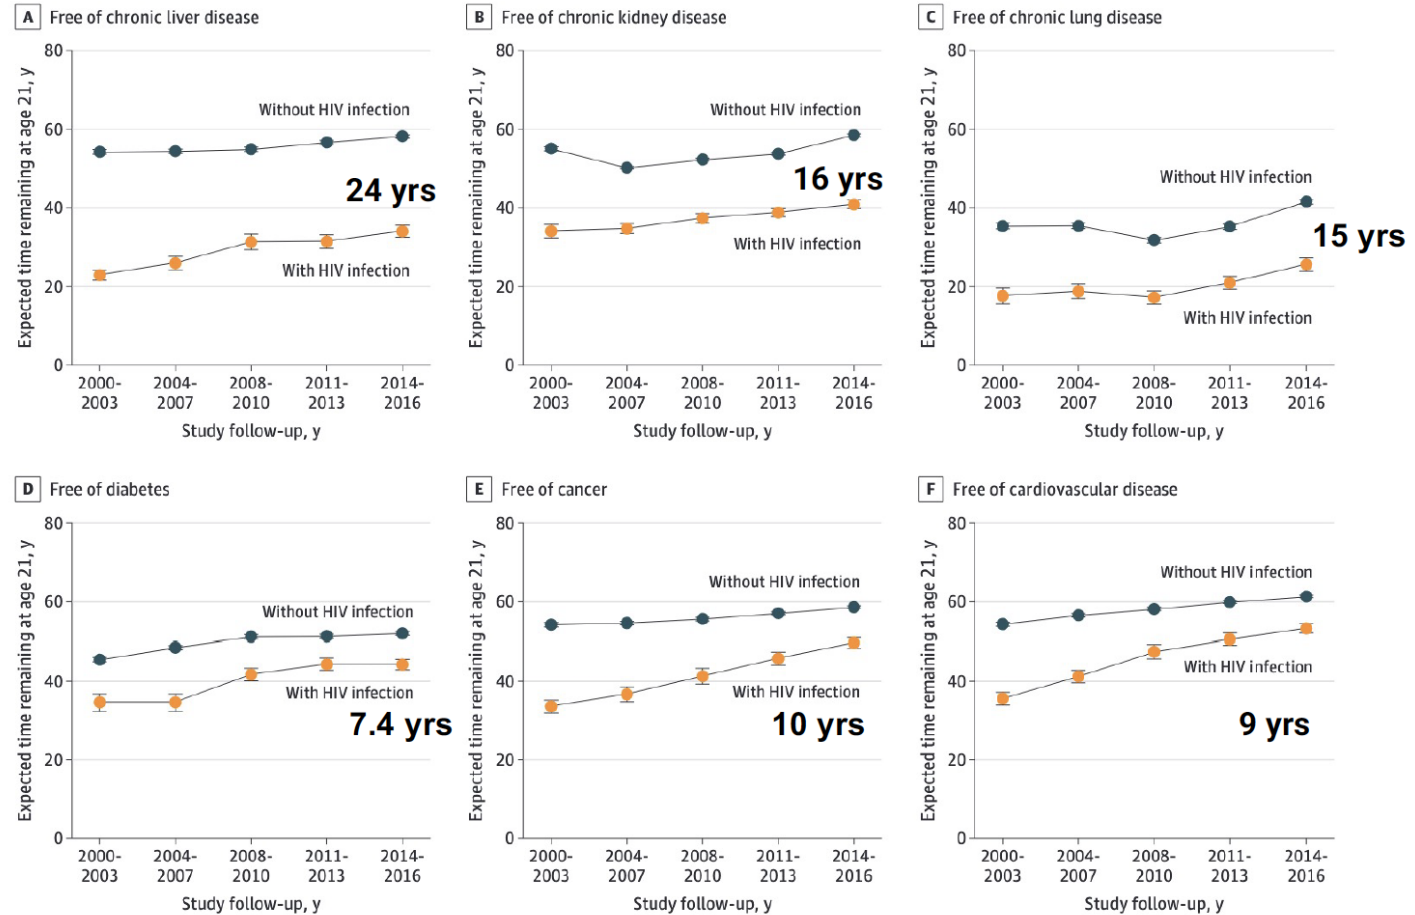 A Free of chronic liver disease
Expected time remaining at age 21, y
80
60
40
20
0
Without HIV infection
24 yrs
With HIV infection
2000-2003
2004-2007
2008-2010
2011-2013
2014-2016
Study follow-up, y
B Free of chronic kidney disease
Expected time remaining at age 21, y
80
60
40
20
0
Without HIV infection
16 yrs
With HIV infection
2000-2003
2004-2007
2008-2010
2011-2013
2014-2016
Study follow-up, y
C Free of chronic lung disease
Expected time remaining at age 21, y
80
60
40
20
0
Without HIV infection
15 yrs
With HIV infection
2000-2003
2004-2007
2008-2010
2011-2013
2014-2016
Study follow-up, y
D Free of diabetes
Expected time remaining at age 21, y
80
60
40
20
0
Without HIV infection
With HIV infection
7.4 yrs
2000-2003
2004-2007
2008-2010
2011-2013
2014-2016
Study follow-up, y
E Free of cancer
Expected time remaining at age 21, y
80
60
40
20
0
Without HIV infection
With HIV infection
10 yrs
2000-2003
2004-2007
2008-2010
2011-2013
2014-2016
Study follow-up, y
F Free of cardiovascular disease
Expected time remaining at age 21, y
80
60
40
20
0
Without HIV infection
With HIV infection
9 yrs
2000-2003
2004-2007
2008-2010
2011-2013
2014-2016
Study follow-up, y